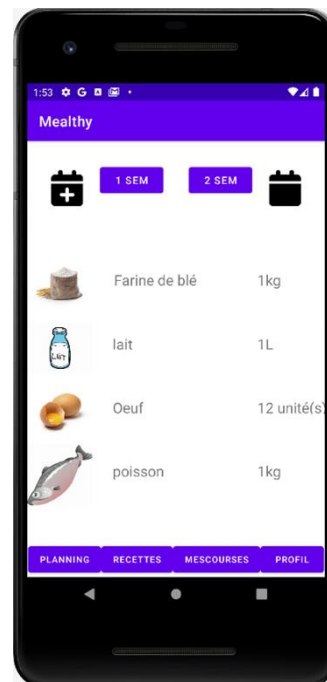 1:53
Mealthy
1 SEM 2 SEM
Farine de blé 1kg
LAIT
lait 1L
Oeuf 12 unité(s)
poisson 1kg
PLANNING RECETTES MESCOURSES PROFIL